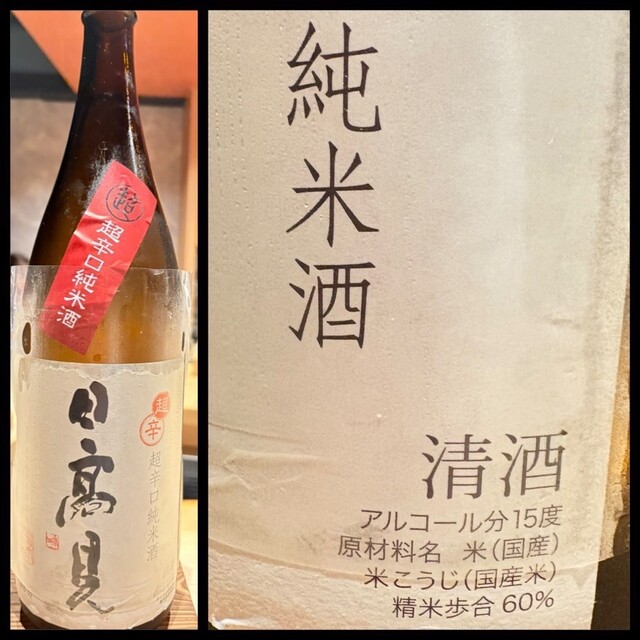 超
超辛口純米酒
日高見
超辛
超辛口純米酒
純米酒
清酒
アルコール分15度
原材料名 米(国産)
米こうじ(国産米)
精米歩合 60%